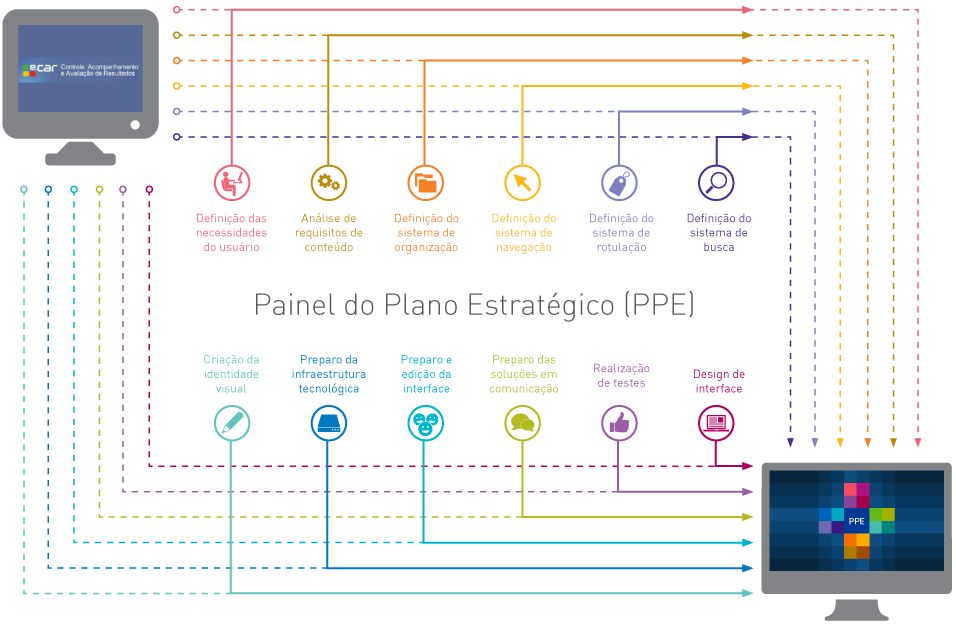 e.car Controle, Acompanhamento
e Avaliação de Resultados
Definição das
necessidades
do usuário
Análise de
requisitos de
conteúdo
Definição do
sistema de
organização
Definição do
sistema de
navegação
Definição do
sistema de
rotulação
Definição do
sistema de
busca
Painel do Plano Estratégico (PPE)
Criação da
identidade
visual
Preparo da
infraestrutura
tecnológica
Preparo e
edição da
interface
Preparo das
soluções em
comunicação
Realização
de testes
Design de
interface
PPE